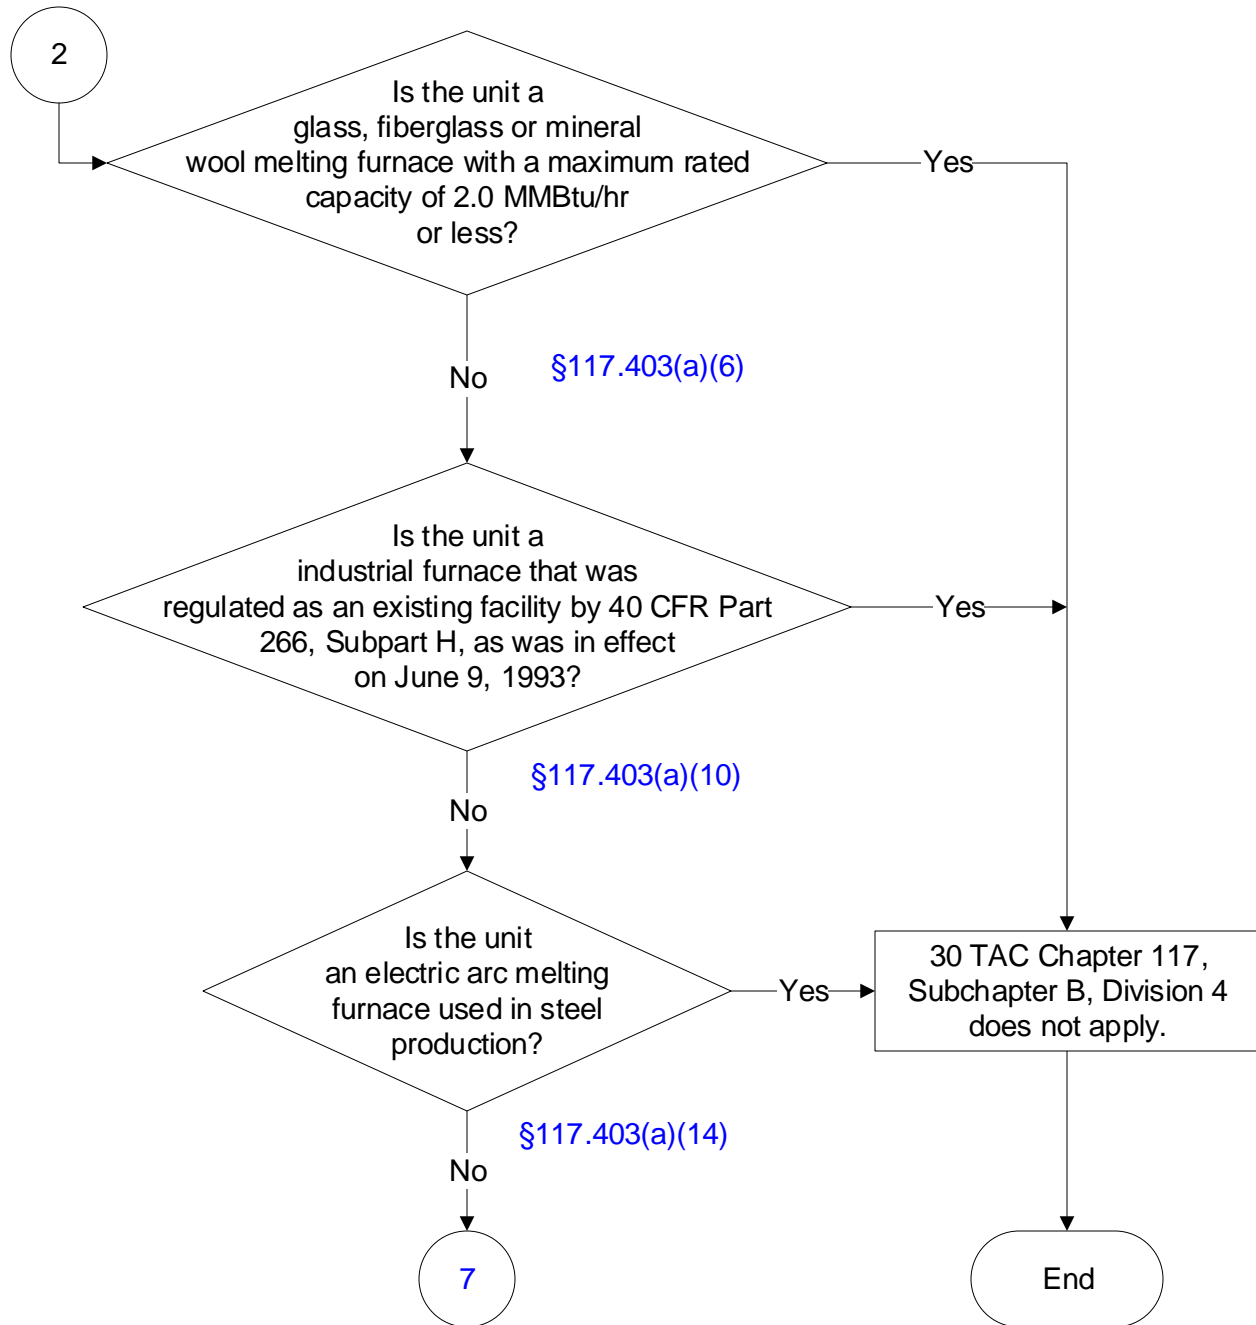 2
Is the unit a
glass, fiberglass or mineral
wool melting furnace with a maximum rated
capacity of 2.0 MMBtu/hr
or less?
Yes
No
§117.403(a)(6)
Is the unit a
industrial furnace that was
regulated as an existing facility by 40 CFR Part
266, Subpart H, as was in effect
on June 9, 1993?
Yes
§117.403(a)(10)
No
Is the unit
an electric arc melting
furnace used in steel
production?
Yes
30 TAC Chapter 117,
Subchapter B, Division 4
does not apply.
§117.403(a)(14)
No
7
End